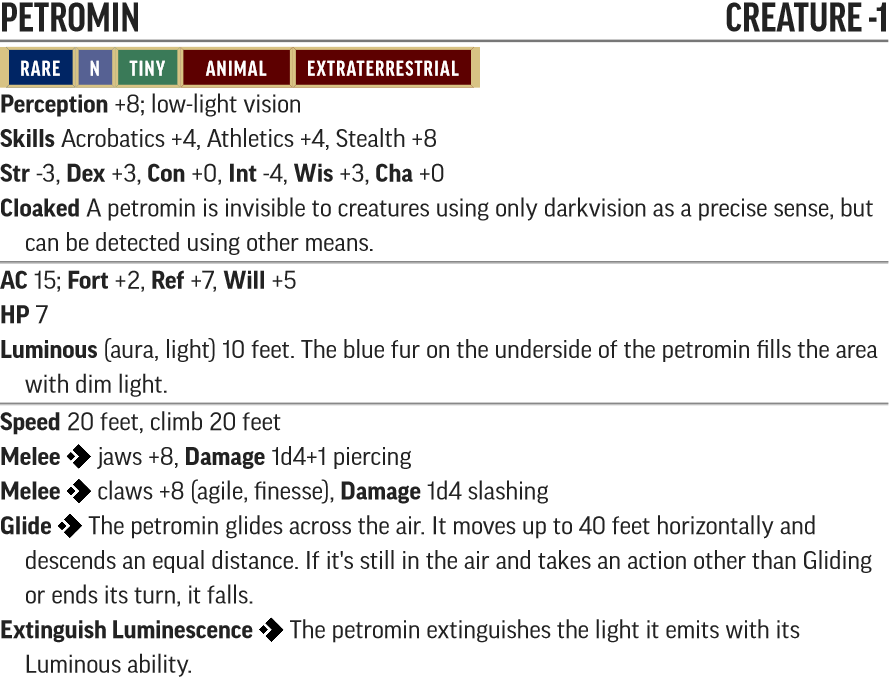 PETROMIN CREATURE -1
RARE N TINY ANIMAL EXTRATERRESTRIAL
Perception +8; low-light vision
Skills Acrobatics +4, Athletics +4, Stealth +8
Str -3, Dex +3, Con +0, Int -4, Wis +3, Cha +0
Cloaked A petromin is invisible to creatures using only darkvision as a precise sense, but
can be detected using other means.
AC 15; Fort +2, Ref +7, Will +5
HP 7
Luminous (aura, light) 10 feet. The blue fur on the underside of the petromin fills the area
with dim light.
Speed 20 feet, climb 20 feet
Melee jaws +8, Damage 1d4+1 piercing
Melee claws +8 (agile, finesse), Damage 1d4 slashing
Glide The petromin glides across the air. It moves up to 40 feet horizontally and
descends an equal distance. If it's still in the air and takes an action other than Gliding
or ends its turn, it falls.
Extinguish Luminescence The petromin extinguishes the light it emits with its
Luminous ability.